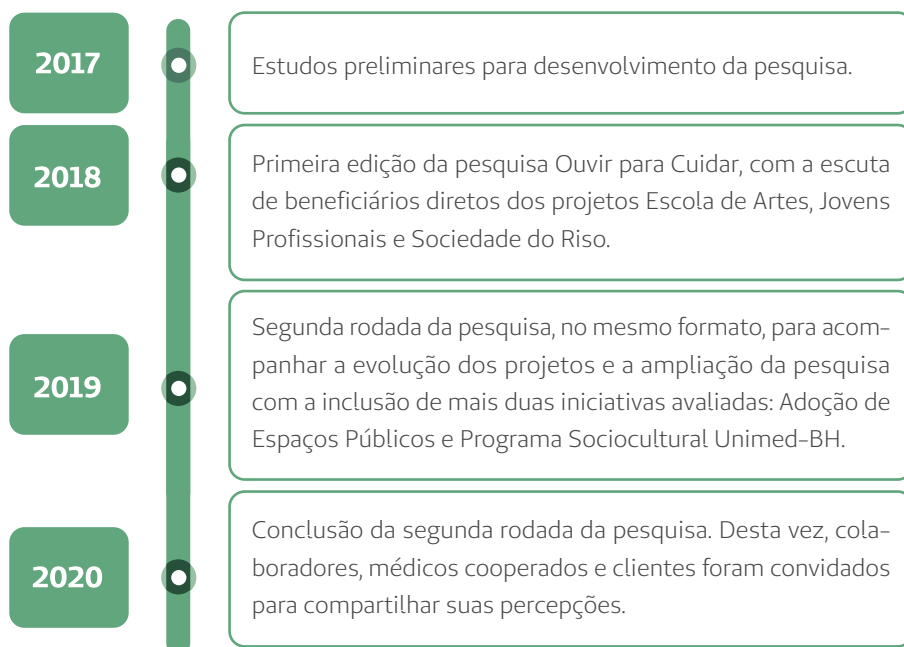 2017
Estudos preliminares para desenvolvimento da pesquisa.
2018
Primeira edição da pesquisa Ouvir para Cuidar, com a escuta
de beneficiários diretos dos projetos Escola de Artes, Jovens
Profissionais e Sociedade do Riso.
2019
Segunda rodada da pesquisa, no mesmo formato, para acom-
panhar a evolução dos projetos e a ampliação da pesquisa
com a inclusão de mais duas iniciativas avaliadas: Adoção de
Espaços Públicos e Programa Sociocultural Unimed-BH.
2020
Conclusão da segunda rodada da pesquisa. Desta vez, cola-
boradores, médicos cooperados e clientes foram convidados
para compartilhar suas percepções.